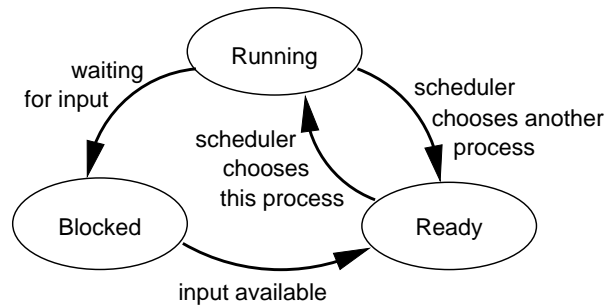 Running
waiting
for input
scheduler
chooses another
process
scheduler
chooses
this process
Blocked
Ready
input available